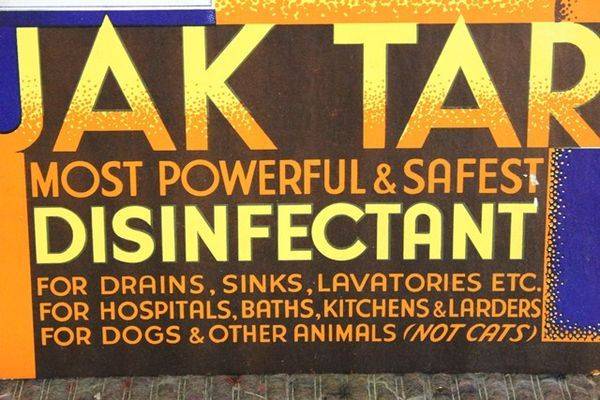 JAK TAR
MOST POWERFUL & SAFEST
DISINFECTANT
FOR DRAINS, SINKS, LAVATORIES ETC.
FOR HOSPITALS, BATHS, KITCHENS & LARDERS
FOR DOGS & OTHER ANIMALS (NOT CATS)